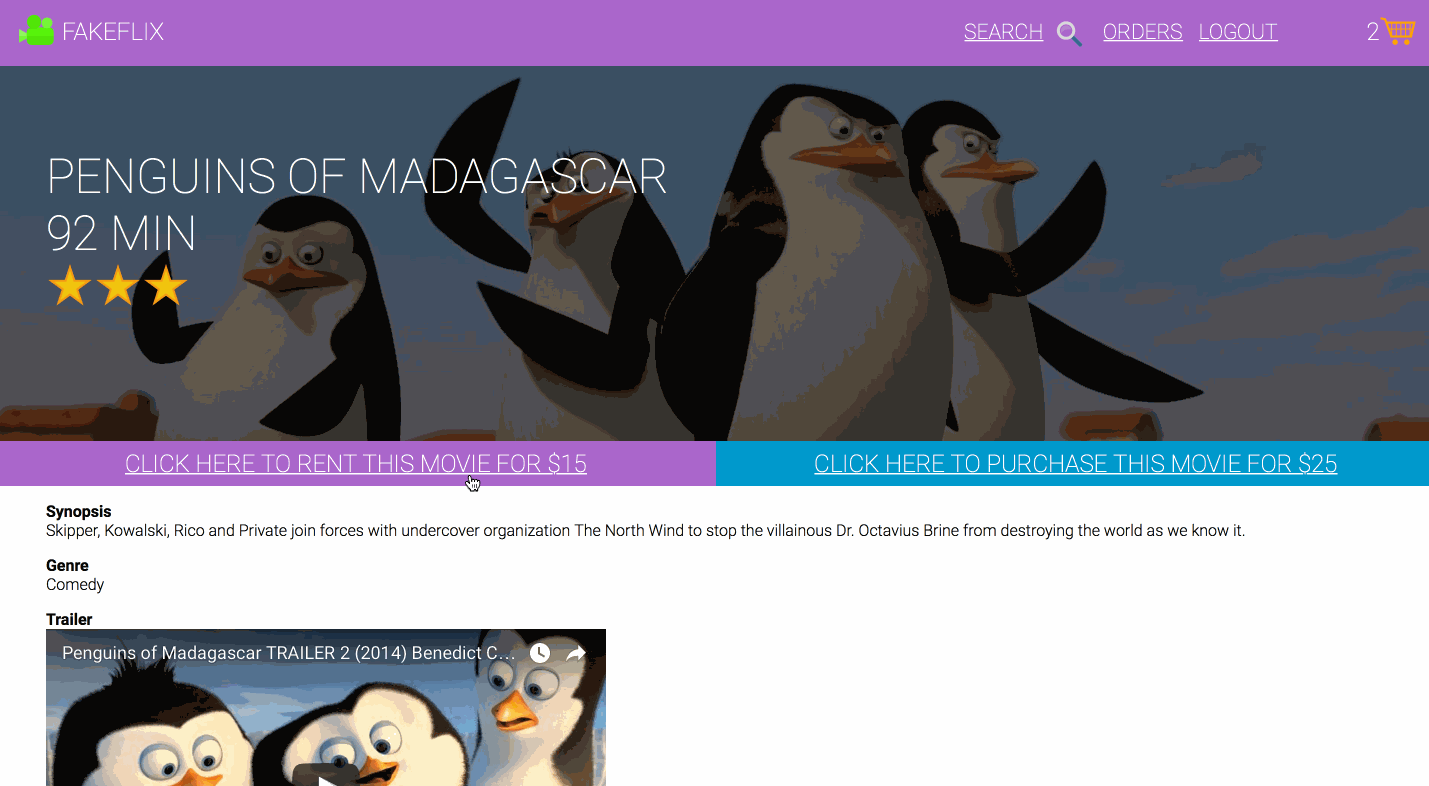 FAKEFLIX
SEARCH ORDERS LOGOUT 2
PENGUINS OF MADAGASCAR
92 MIN
CLICK HERE TO RENT THIS MOVIE FOR $15
CLICK HERE TO PURCHASE THIS MOVIE FOR $25
Synopsis
Skipper, Kowalski, Rico and Private join forces with undercover organization The North Wind to stop the villainous Dr. Octavius Brine from destroying the world as we know it.
Genre
Comedy
Trailer
Penguins of Madagascar TRAILER 2 (2014) Benedict C...